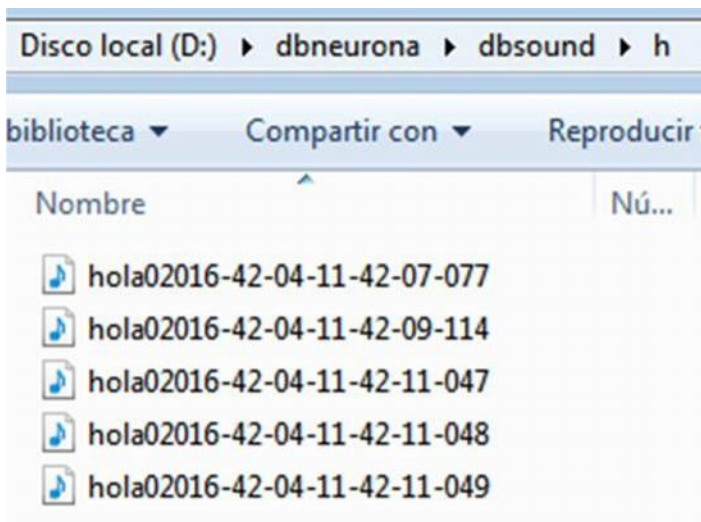 Disco local (D:) ▸ dbneurona ▸ dbsound ▸ h
biblioteca ▾ Compartir con ▾ Reproducir
Nombre Nú...
hola02016-42-04-11-42-07-077
hola02016-42-04-11-42-09-114
hola02016-42-04-11-42-11-047
hola02016-42-04-11-42-11-048
hola02016-42-04-11-42-11-049